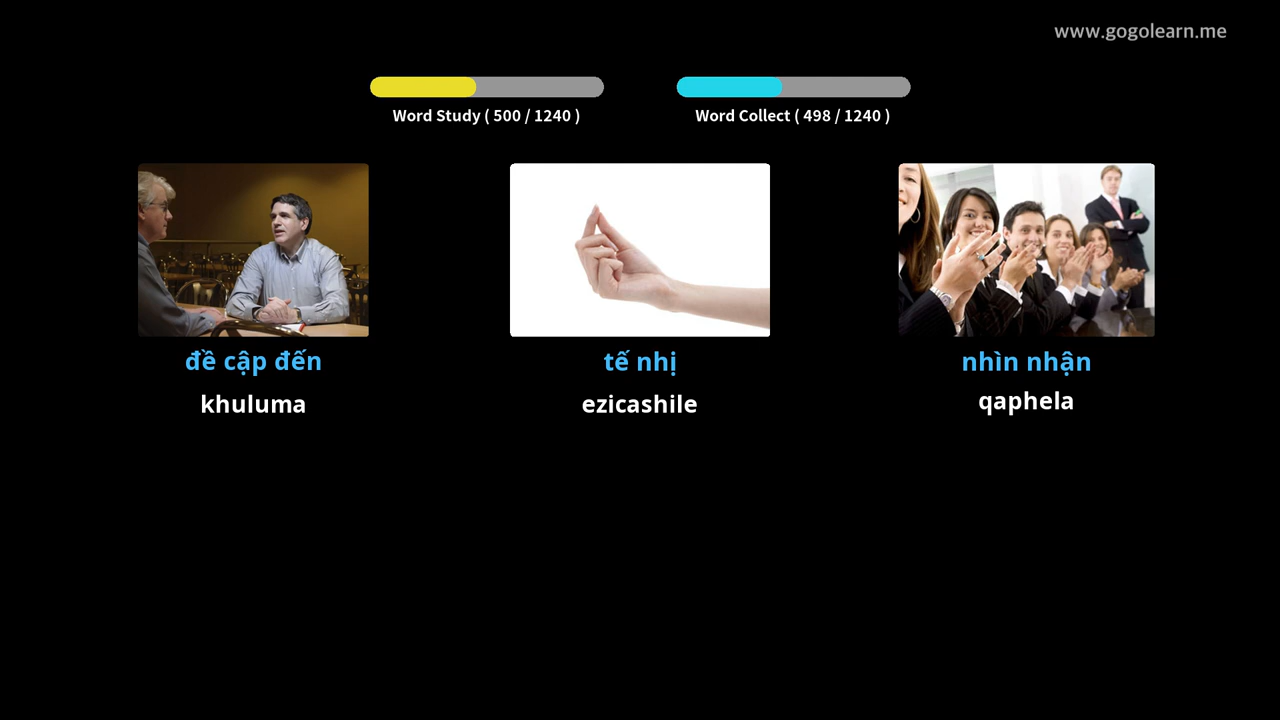 www.gogolearn.me
Word Study ( 500 / 1240 )
Word Collect ( 498 / 1240 )
đề cập đến
tế nhị
nhìn nhận
khuluma
ezicashile
qaphela